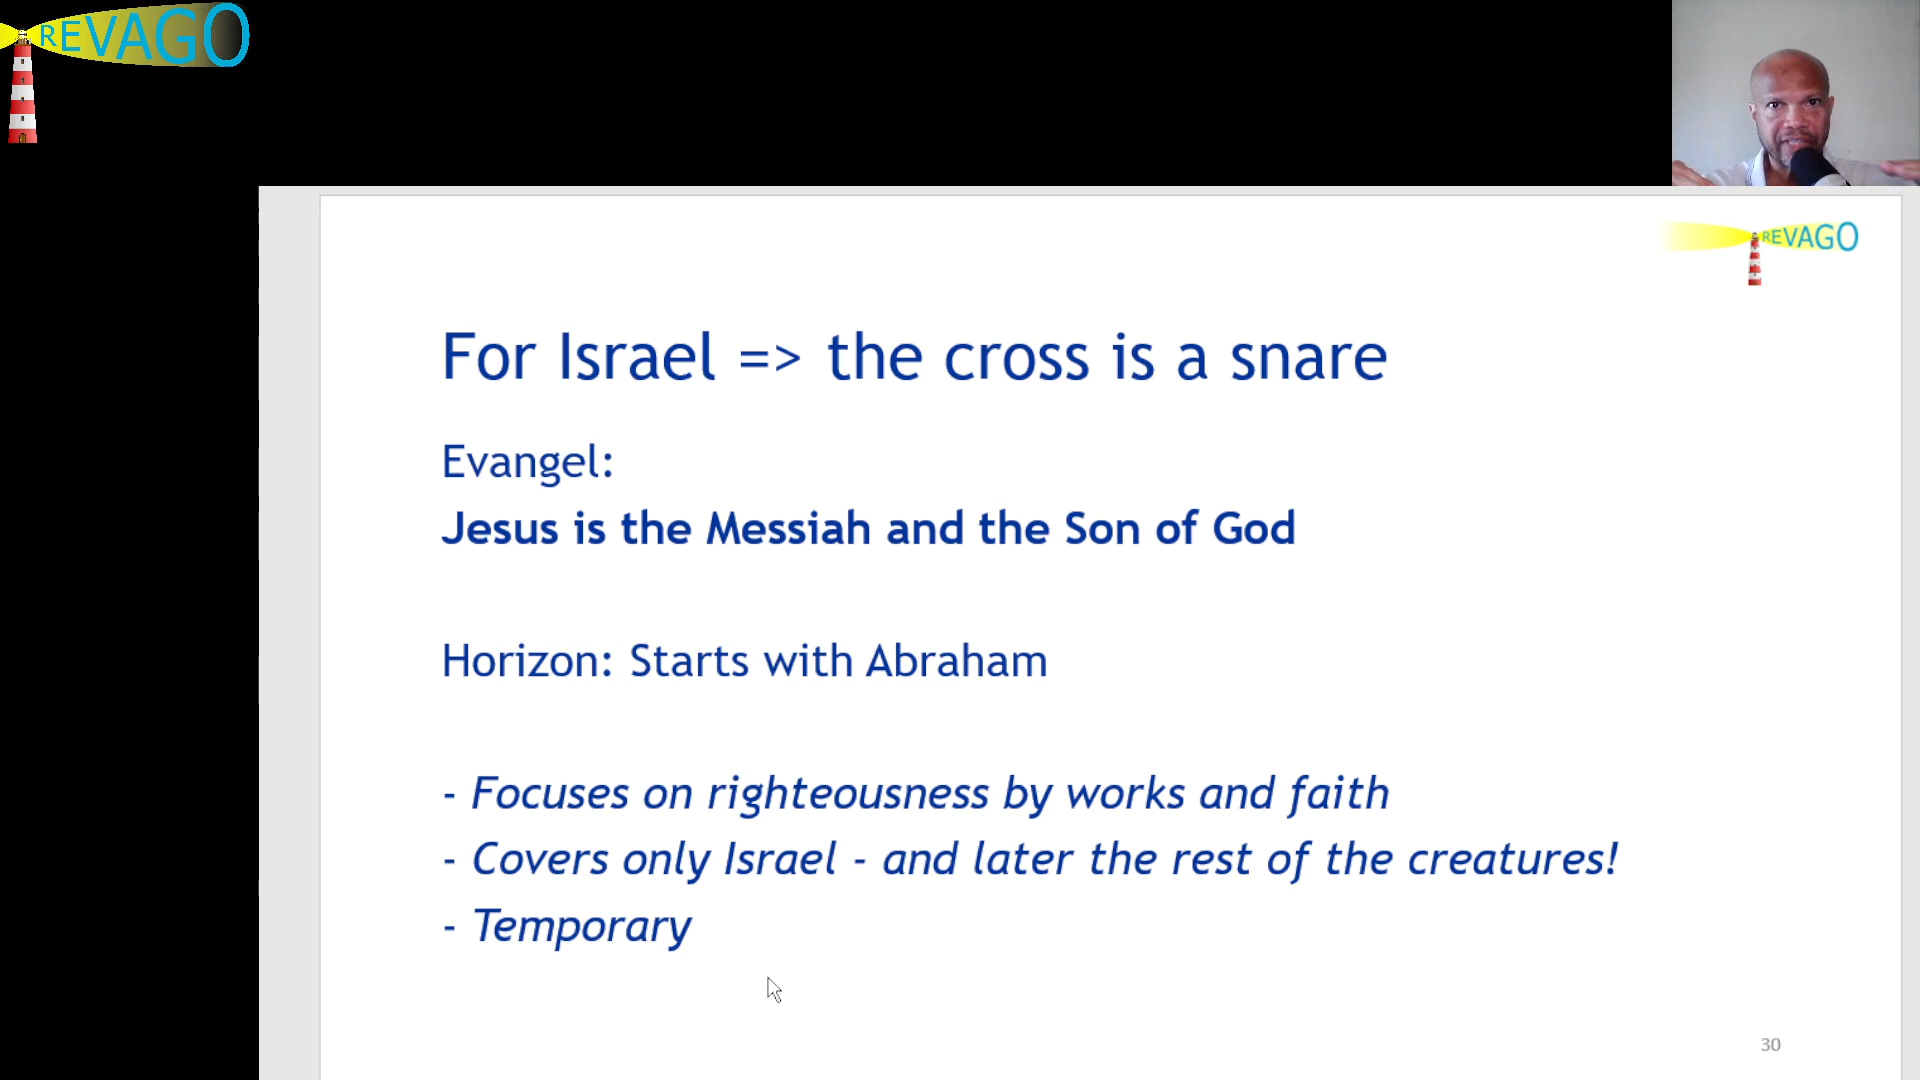 REVAGO
REVAGO
For Israel => the cross is a snare
Evangel:
Jesus is the Messiah and the Son of God
Horizon: Starts with Abraham
- Focuses on righteousness by works and faith
- Covers only Israel - and later the rest of the creatures!
- Temporary
30